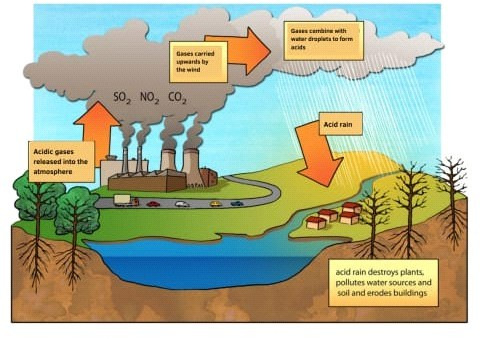 Gases carried
upwards by
the wind
Gases combine with
water droplets to form
acids
SO₂ NO₂ CO₂
Acid rain
Acidic gases
released into the
atmosphere
acid rain destroys plants,
pollutes water sources and
soil and erodes buildings